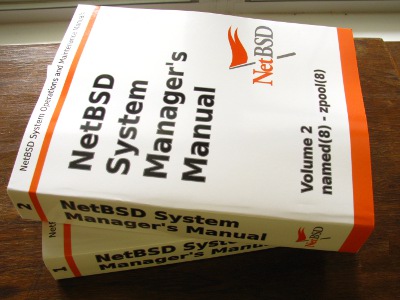 NetBSD System Operations and Maintenance Manual
NetBSD
System
Manager's
Manual
NetBSD
Volume 2
named(8) - zpool(8)
2
NetBSD System
Manager's Manual
NetBSD
1
NetBSD System
Manager's Manual